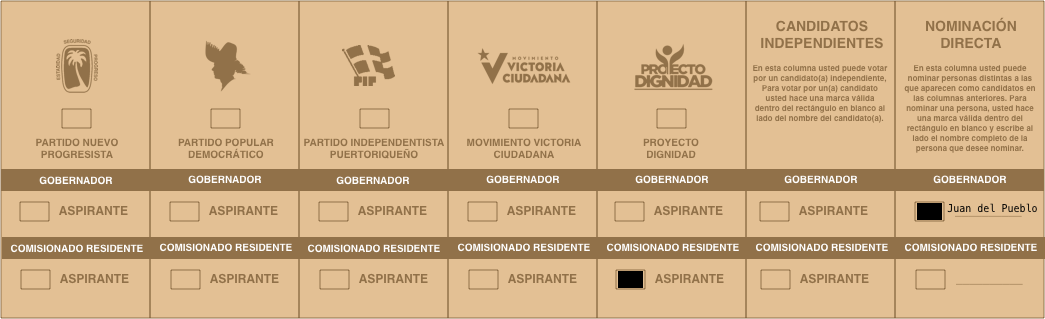 SEGURIDAD
ESTADIDAD
PROGRESO
PARTIDO NUEVO
PROGRESISTA
PARTIDO POPULAR
DEMOCRÁTICO
PIP
PARTIDO INDEPENDENTISTA
PUERTORIQUEÑO
MOVIMIENTO
VICTORIA
CIUDADANA
MOVIMIENTO VICTORIA
CIUDADANA
PROYECTO
DIGNIDAD
PROYECTO
DIGNIDAD
CANDIDATOS
INDEPENDIENTES
En esta columna usted puede votar
por un candidato(a) independiente,
Para votar por un(a) candidato
usted hace una marca válida
dentro del rectángulo en blanco al
lado del nombre del candidato(a).
NOMINACIÓN
DIRECTA
En esta columna usted puede
nominar personas distintas a las
que aparecen como candidatos en
las columnas anteriores. Para
nominar una persona, usted hace
una marca válida dentro del
rectángulo en blanco y escribe al
lado el nombre completo de la
persona que desee nominar.
GOBERNADOR GOBERNADOR GOBERNADOR GOBERNADOR GOBERNADOR GOBERNADOR GOBERNADOR
ASPIRANTE ASPIRANTE ASPIRANTE ASPIRANTE ASPIRANTE ASPIRANTE Juan del Pueblo
COMISIONADO RESIDENTE COMISIONADO RESIDENTE COMISIONADO RESIDENTE COMISIONADO RESIDENTE COMISIONADO RESIDENTE COMISIONADO RESIDENTE COMISIONADO RESIDENTE
ASPIRANTE ASPIRANTE ASPIRANTE ASPIRANTE ASPIRANTE ASPIRANTE